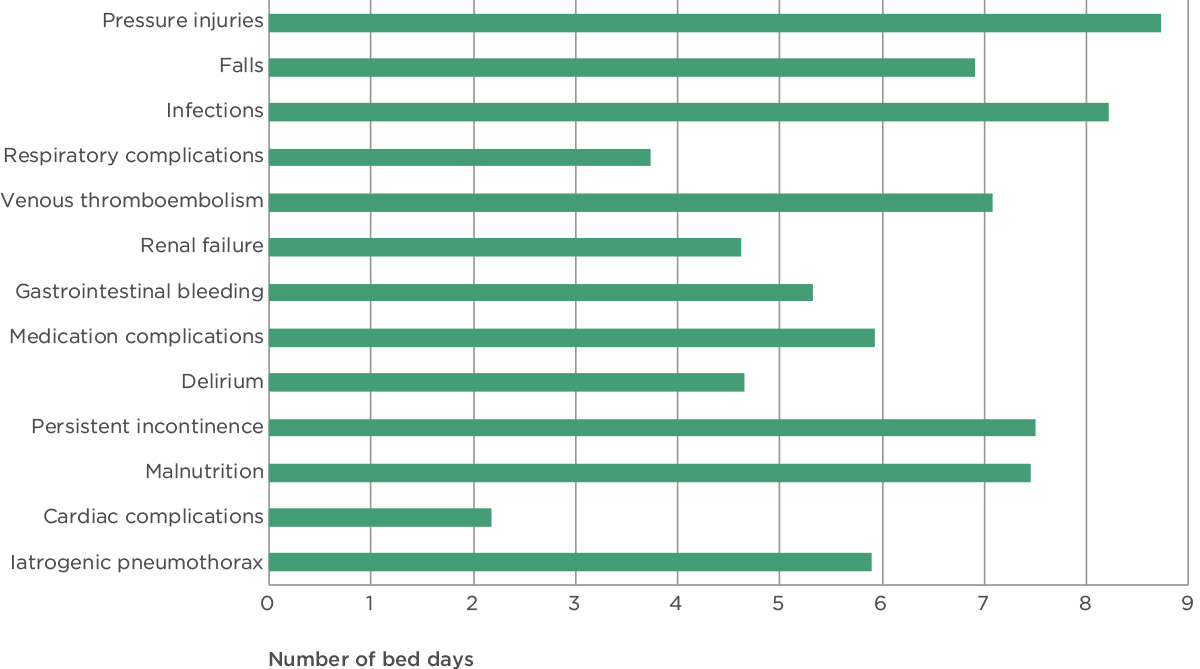 Pressure injuries
Falls
Infections
Respiratory complications
Venous thromboembolism
Renal failure
Gastrointestinal bleeding
Medication complications
Delirium
Persistent incontinence
Malnutrition
Cardiac complications
Iatrogenic pneumothorax
0 1 2 3 4 5 6 7 8 9
Number of bed days